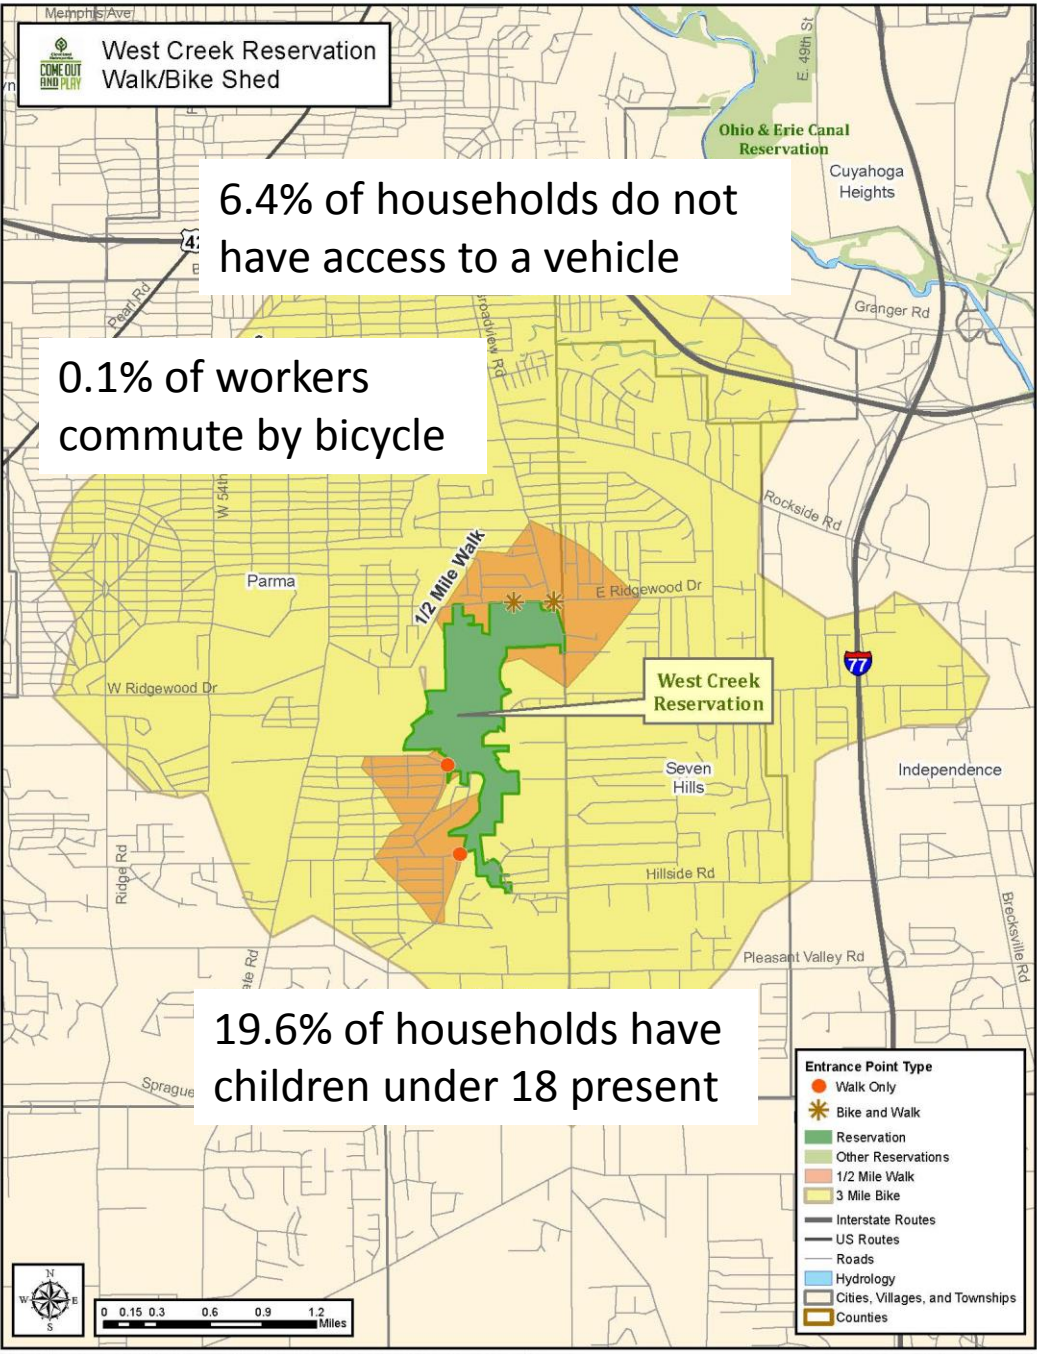 Memphis Ave
West Creek Reservation
Walk/Bike Shed
COME OUT
AND PLAY
E. 49th St
Ohio & Erie Canal
Reservation
Cuyahoga
Heights
6.4% of households do not
have access to a vehicle
Pearl Rd
Granger Rd
0.1% of workers
commute by bicycle
W 54th
Rockside Rd
1/2 Mile Walk
Parma
E Ridgewood Dr
77
W Ridgewood Dr
West Creek
Reservation
Seven
Hills
Independence
Ridge Rd
Hillside Rd
Brecksville Rd
Pleasant Valley Rd
19.6% of households have
children under 18 present
Sprague
Entrance Point Type
Walk Only
Bike and Walk
Reservation
Other Reservations
1/2 Mile Walk
3 Mile Bike
Interstate Routes
US Routes
Roads
Hydrology
Cities, Villages, and Townships
Counties
N
W E
S
0 0.15 0.3 0.6 0.9 1.2
Miles